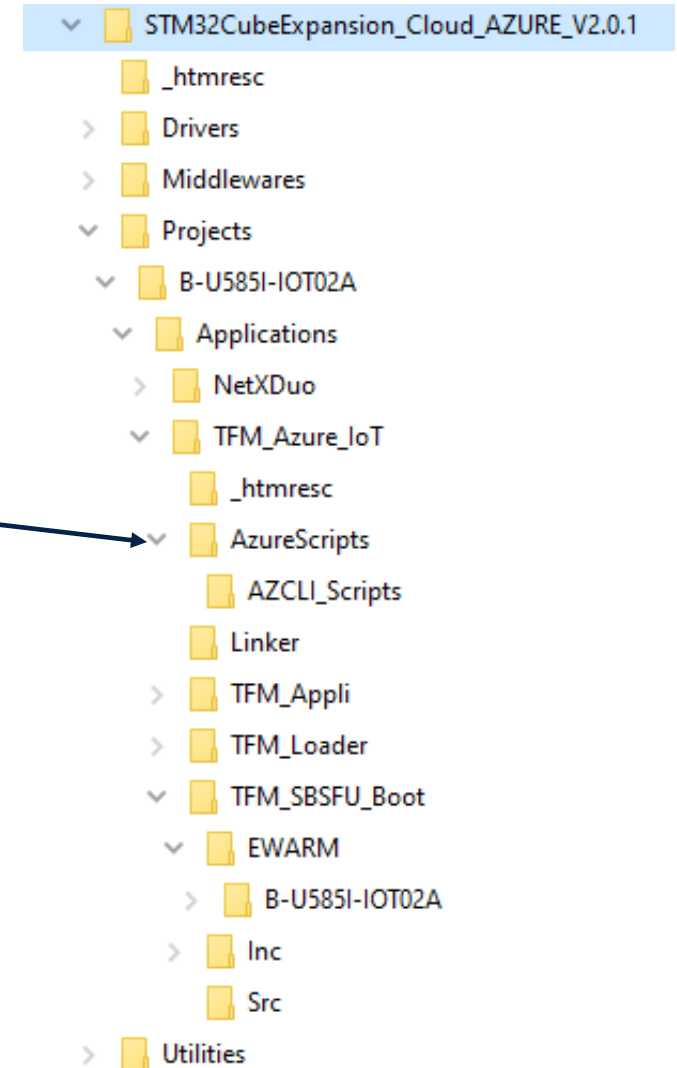 STM32CubeExpansion_Cloud_AZURE_V2.0.1
_htmresc
Drivers
Middlewares
Projects
B-U585I-IOT02A
Applications
NetXDuo
TFM_Azure_IoT
_htmresc
AzureScripts
AZCLI_Scripts
Linker
TFM_Appli
TFM_Loader
TFM_SBSFU_Boot
EWARM
B-U585I-IOT02A
Inc
Src
Utilities